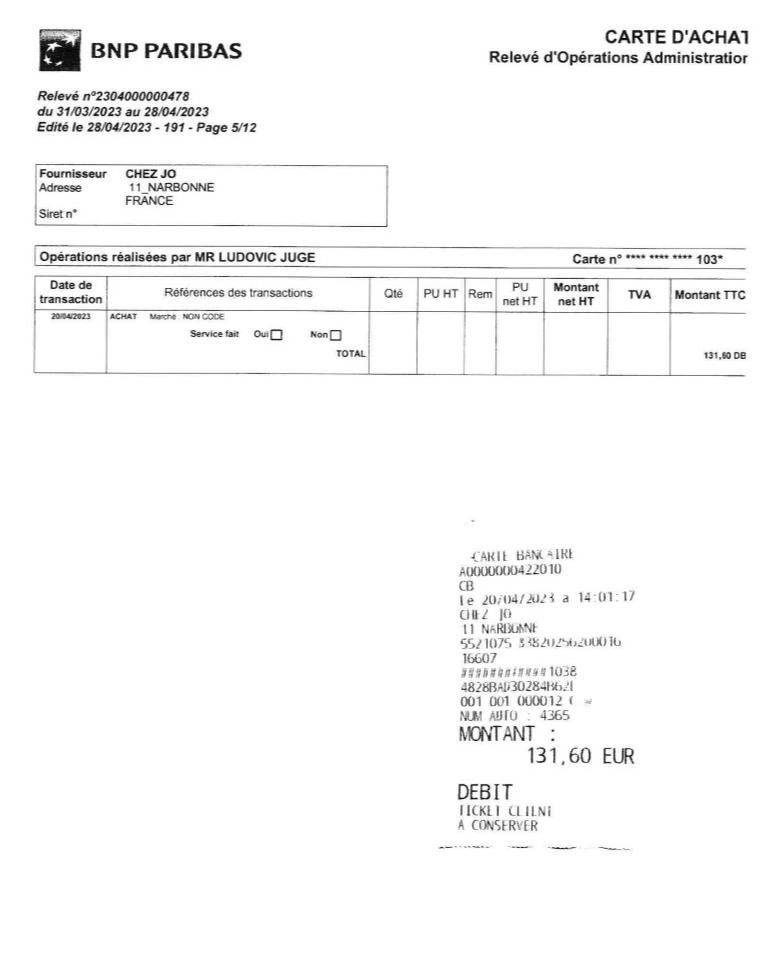 BNP PARIBAS
CARTE D'ACHAT
Relevé d'Opérations Administration
Relevé n°2304000000478
du 31/03/2023 au 28/04/2023
Edité le 28/04/2023 - 191 - Page 5/12
Fournisseur CHEZ JO
Adresse 11_NARBONNE
FRANCE
Siret n°
Opérations réalisées par MR LUDOVIC JUGE Carte n° **** **** **** 103*
Date de transaction Références des transactions Qté PU HT Rem PU net HT Montant net HT TVA Montant TTC
20/04/2023 ACHAT Marché : NON CODE
Service fait Oui Non
TOTAL 131,60 DB
CARTE BANCAIRE
A0000000422010
CB
le 20/04/2023 a 14:01:17
CHEZ JO
11 NARBONNE
5521075 33820256200016
16607
############1038
001 001 000012 C
NUM AUTO : 4365
MONTANT :
131,60 EUR
DEBIT
TICKET CLIENT
A CONSERVER